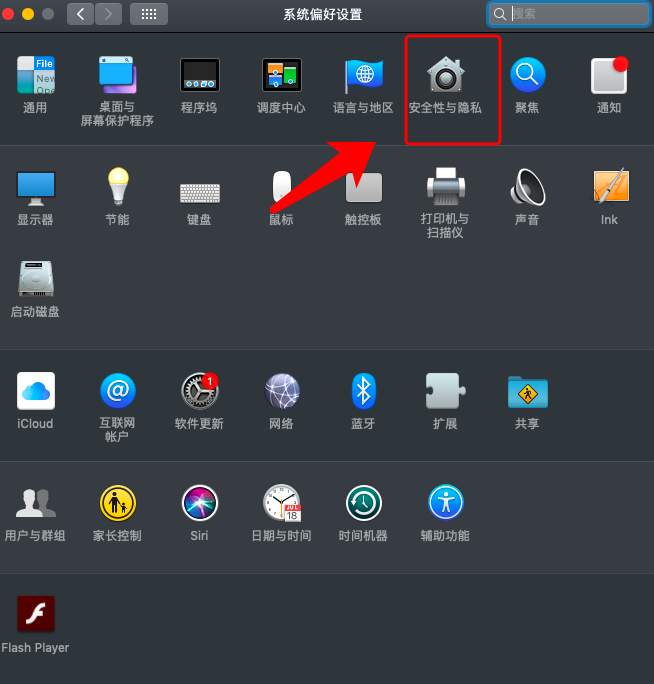 系统偏好设置
搜索
File
New
Ope
通用
桌面与
屏幕保护程序
程序坞
调度中心
语言与地区
安全性与隐私
聚焦
通知
显示器
节能
键盘
鼠标
触控板
打印机与
扫描仪
声音
Ink
启动磁盘
iCloud
@
互联网
帐户
1
软件更新
网络
蓝牙
扩展
共享
用户与群组
家长控制
Siri
JUL
18
日期与时间
时间机器
辅助功能
Flash Player